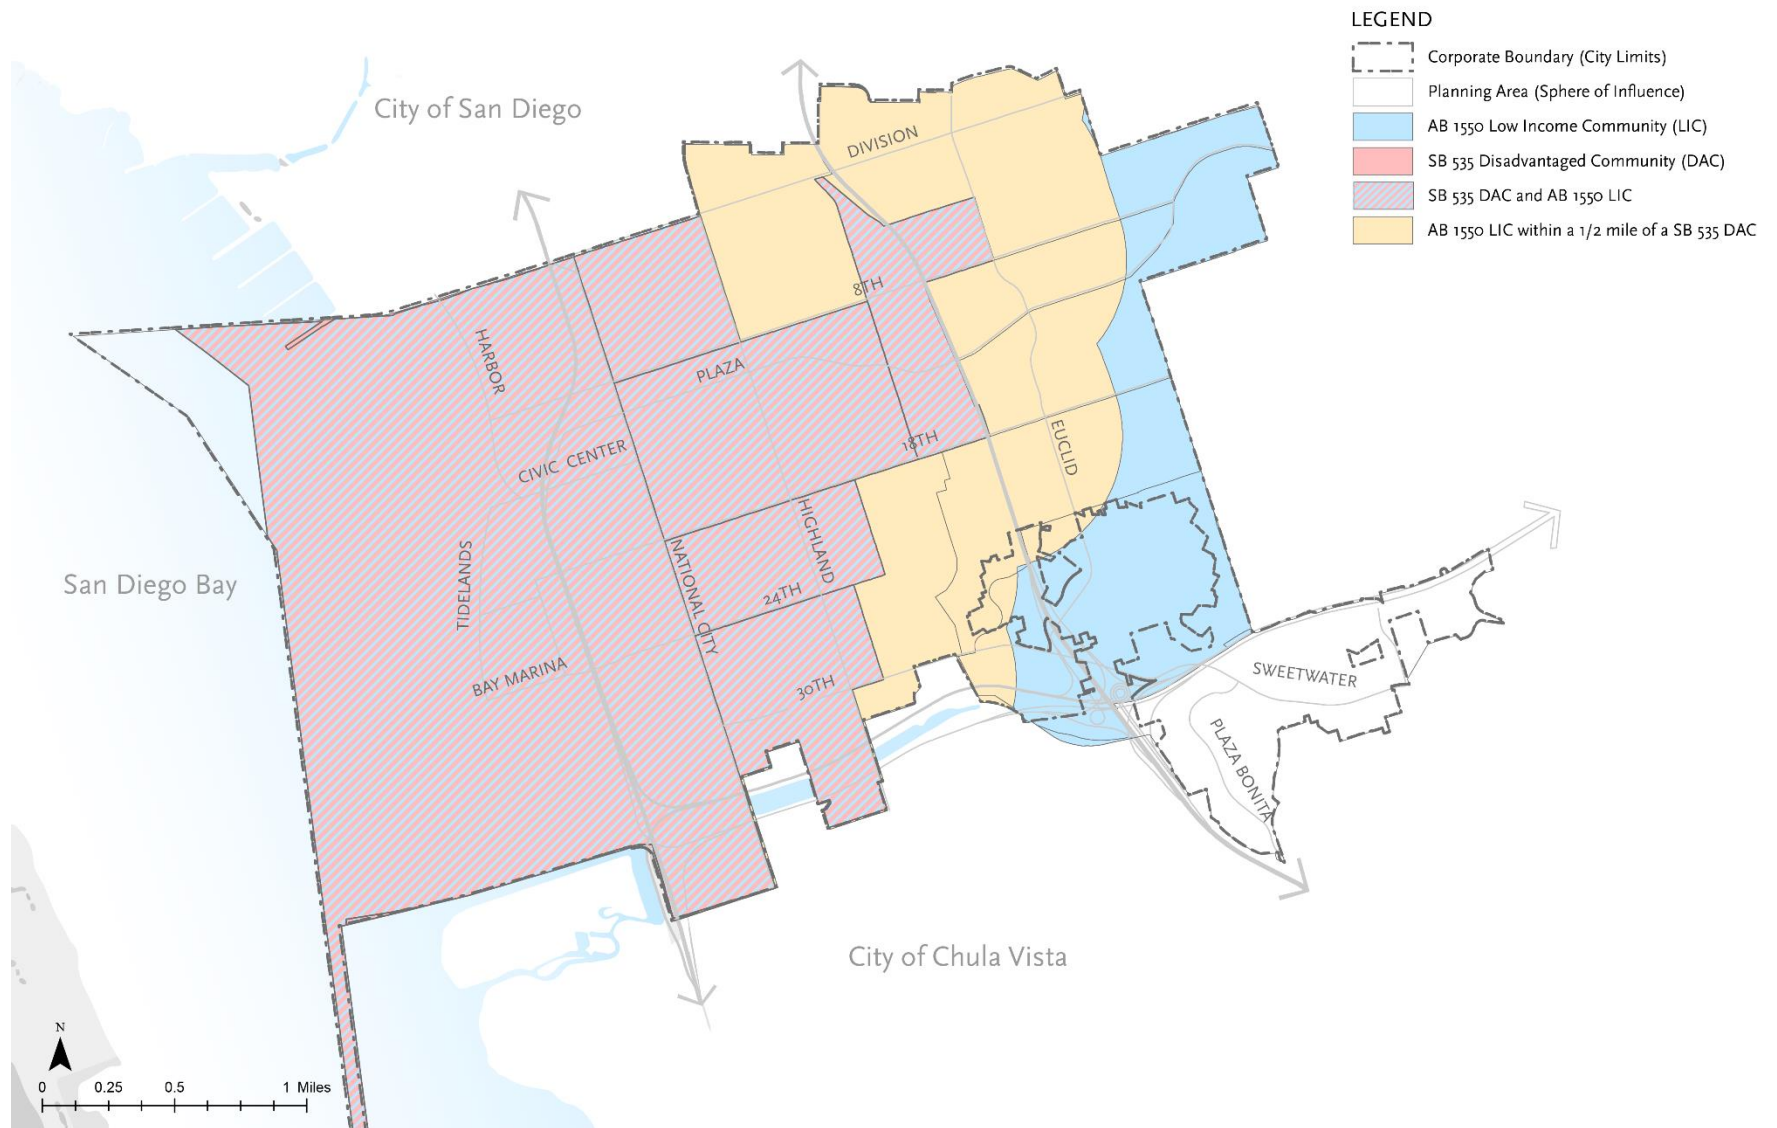 LEGEND
Corporate Boundary (City Limits)
Planning Area (Sphere of Influence)
AB 1550 Low Income Community (LIC)
SB 535 Disadvantaged Community (DAC)
SB 535 DAC and AB 1550 LIC
AB 1550 LIC within a 1/2 mile of a SB 535 DAC
City of San Diego
DIVISION
8TH
HARBOR
PLAZA
18TH
CIVIC CENTER
EUCLID
HIGHLAND
TIDELANDS
NATIONAL CITY
San Diego Bay
24TH
BAY MARINA
30TH
SWEETWATER
PLAZA BONITA
City of Chula Vista
N
0 0.25 0.5 1 Miles